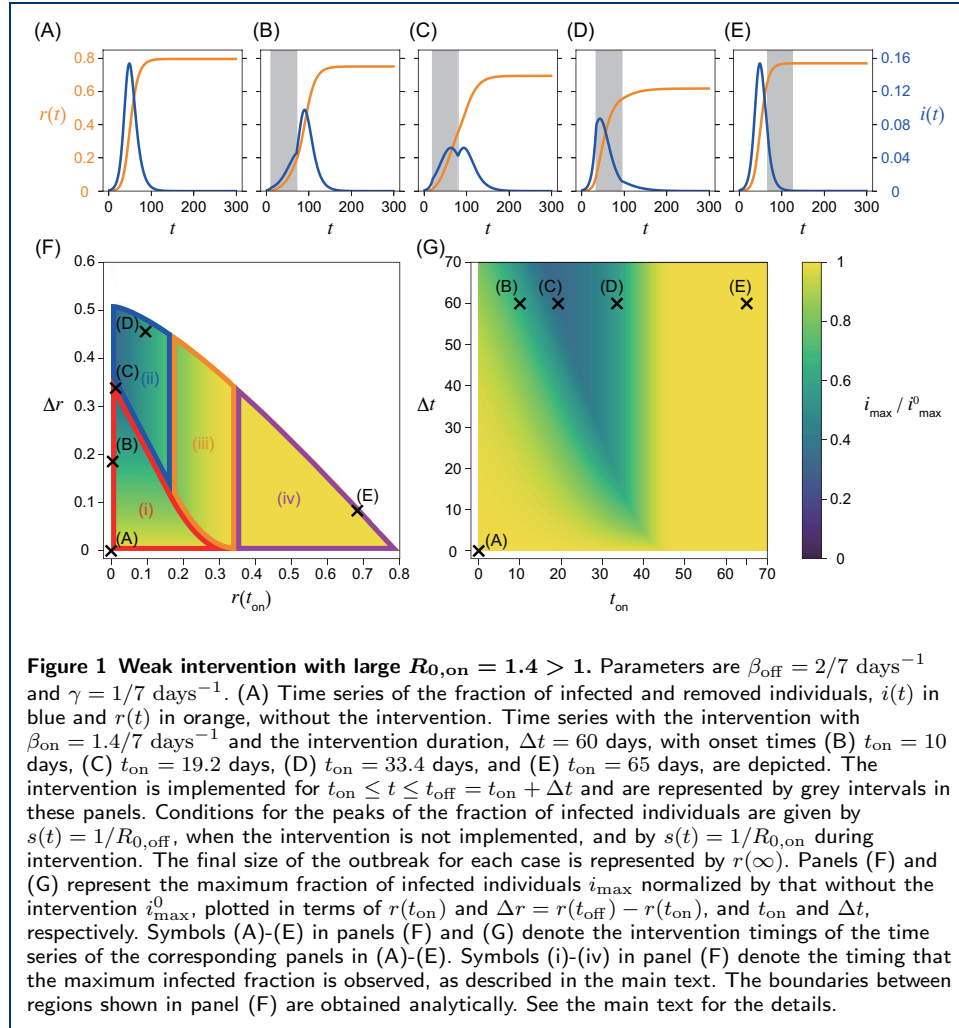 (A) (B) (C) (D) (E)
0.8 0.16
0.6 0.12
r(t) i(t)
0.4 0.08
0.2 0.04
0 0
0 100 200 300 0 100 200 300 0 100 200 300 0 100 200 300 0 100 200 300
t t t t t
(F) (G)
0.6 70 1
(B) (C) (D) (E)
0.5 60 0.8
(D)
0.4 (ii) 50
(C) 0.6
Δr 0.3 Δt 40 i_max / i^0_max
(B) (iii) 30 0.4
0.2
20
(iv) (E) 0.2
0.1 (i) 10
(A) (A)
0 0 0
0 0.1 0.2 0.3 0.4 0.5 0.6 0.7 0.8 0 10 20 30 40 50 60 70
r(t_on) t_on
Figure 1 Weak intervention with large R_{0,on} = 1.4 > 1. Parameters are β_off = 2/7 days^{−1}
and γ = 1/7 days^{−1}. (A) Time series of the fraction of infected and removed individuals, i(t) in
blue and r(t) in orange, without the intervention. Time series with the intervention with
β_on = 1.4/7 days^{−1} and the intervention duration, Δt = 60 days, with onset times (B) t_on = 10
days, (C) t_on = 19.2 days, (D) t_on = 33.4 days, and (E) t_on = 65 days, are depicted. The
intervention is implemented for t_on ≤ t ≤ t_off = t_on + Δt and are represented by grey intervals in
these panels. Conditions for the peaks of the fraction of infected individuals are given by
s(t) = 1/R_{0,off}, when the intervention is not implemented, and by s(t) = 1/R_{0,on} during
intervention. The final size of the outbreak for each case is represented by r(∞). Panels (F) and
(G) represent the maximum fraction of infected individuals i_max normalized by that without the
intervention i^0_max, plotted in terms of r(t_on) and Δr = r(t_off) − r(t_on), and t_on and Δt,
respectively. Symbols (A)-(E) in panels (F) and (G) denote the intervention timings of the time
series of the corresponding panels in (A)-(E). Symbols (i)-(iv) in panel (F) denote the timing that
the maximum infected fraction is observed, as described in the main text. The boundaries between
regions shown in panel (F) are obtained analytically. See the main text for the details.